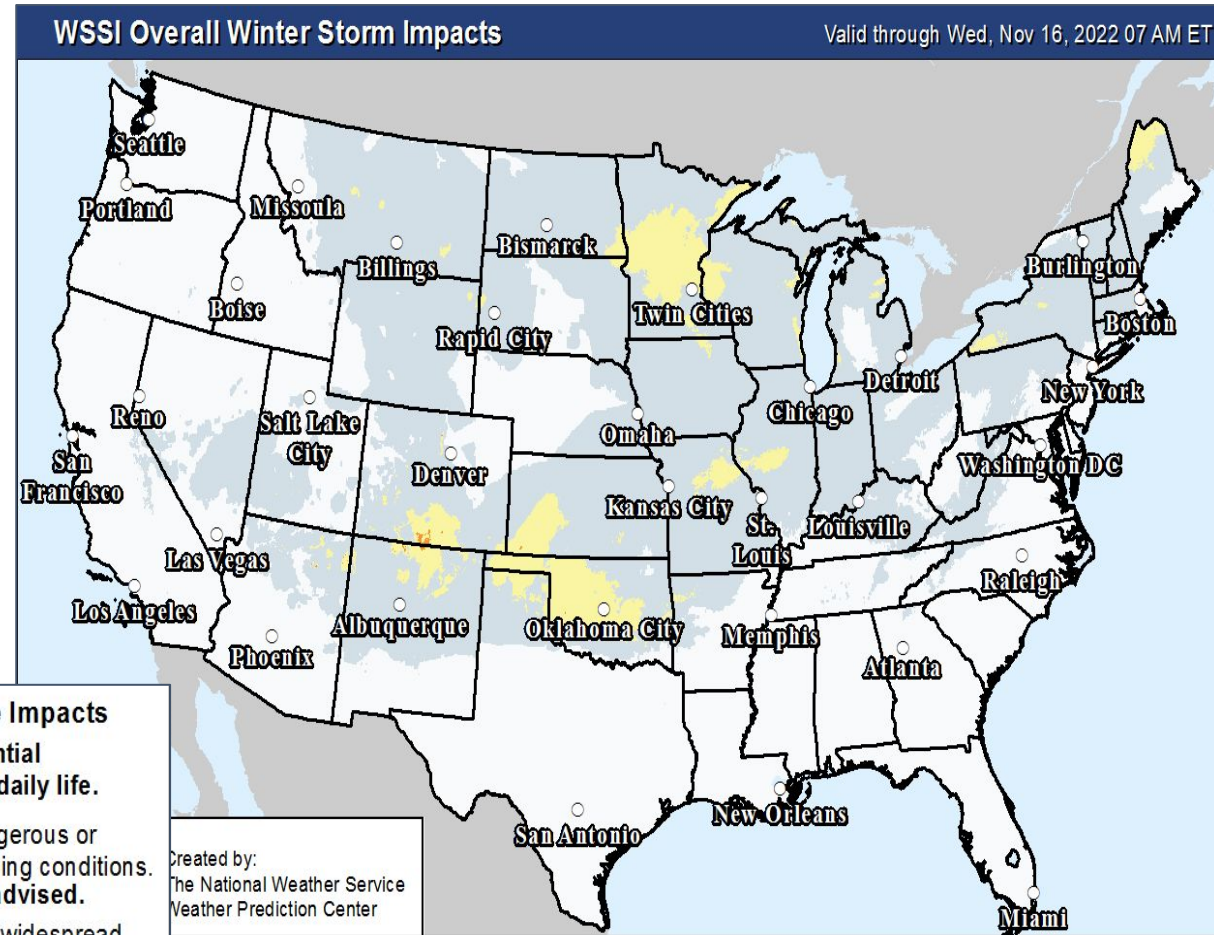 WSSI Overall Winter Storm Impacts
Valid through Wed, Nov 16, 2022 07 AM ET
Seattle
Portland
Missoula
Bismarck
Billings
Boise
Twin Cities
Rapid City
Burlington
Boston
Detroit
New York
Reno
Salt Lake
City
Omaha
Chicago
San
Francisco
Denver
Washington DC
Kansas City
St.
Louis
Louisville
Las Vegas
Raleigh
Los Angeles
Albuquerque
Oklahoma City
Memphis
Phoenix
Atlanta
New Orleans
San Antonio
Miami
Impacts
daily life.
gerous or
ing conditions.
widespread
Created by:
The National Weather Service
Weather Prediction Center